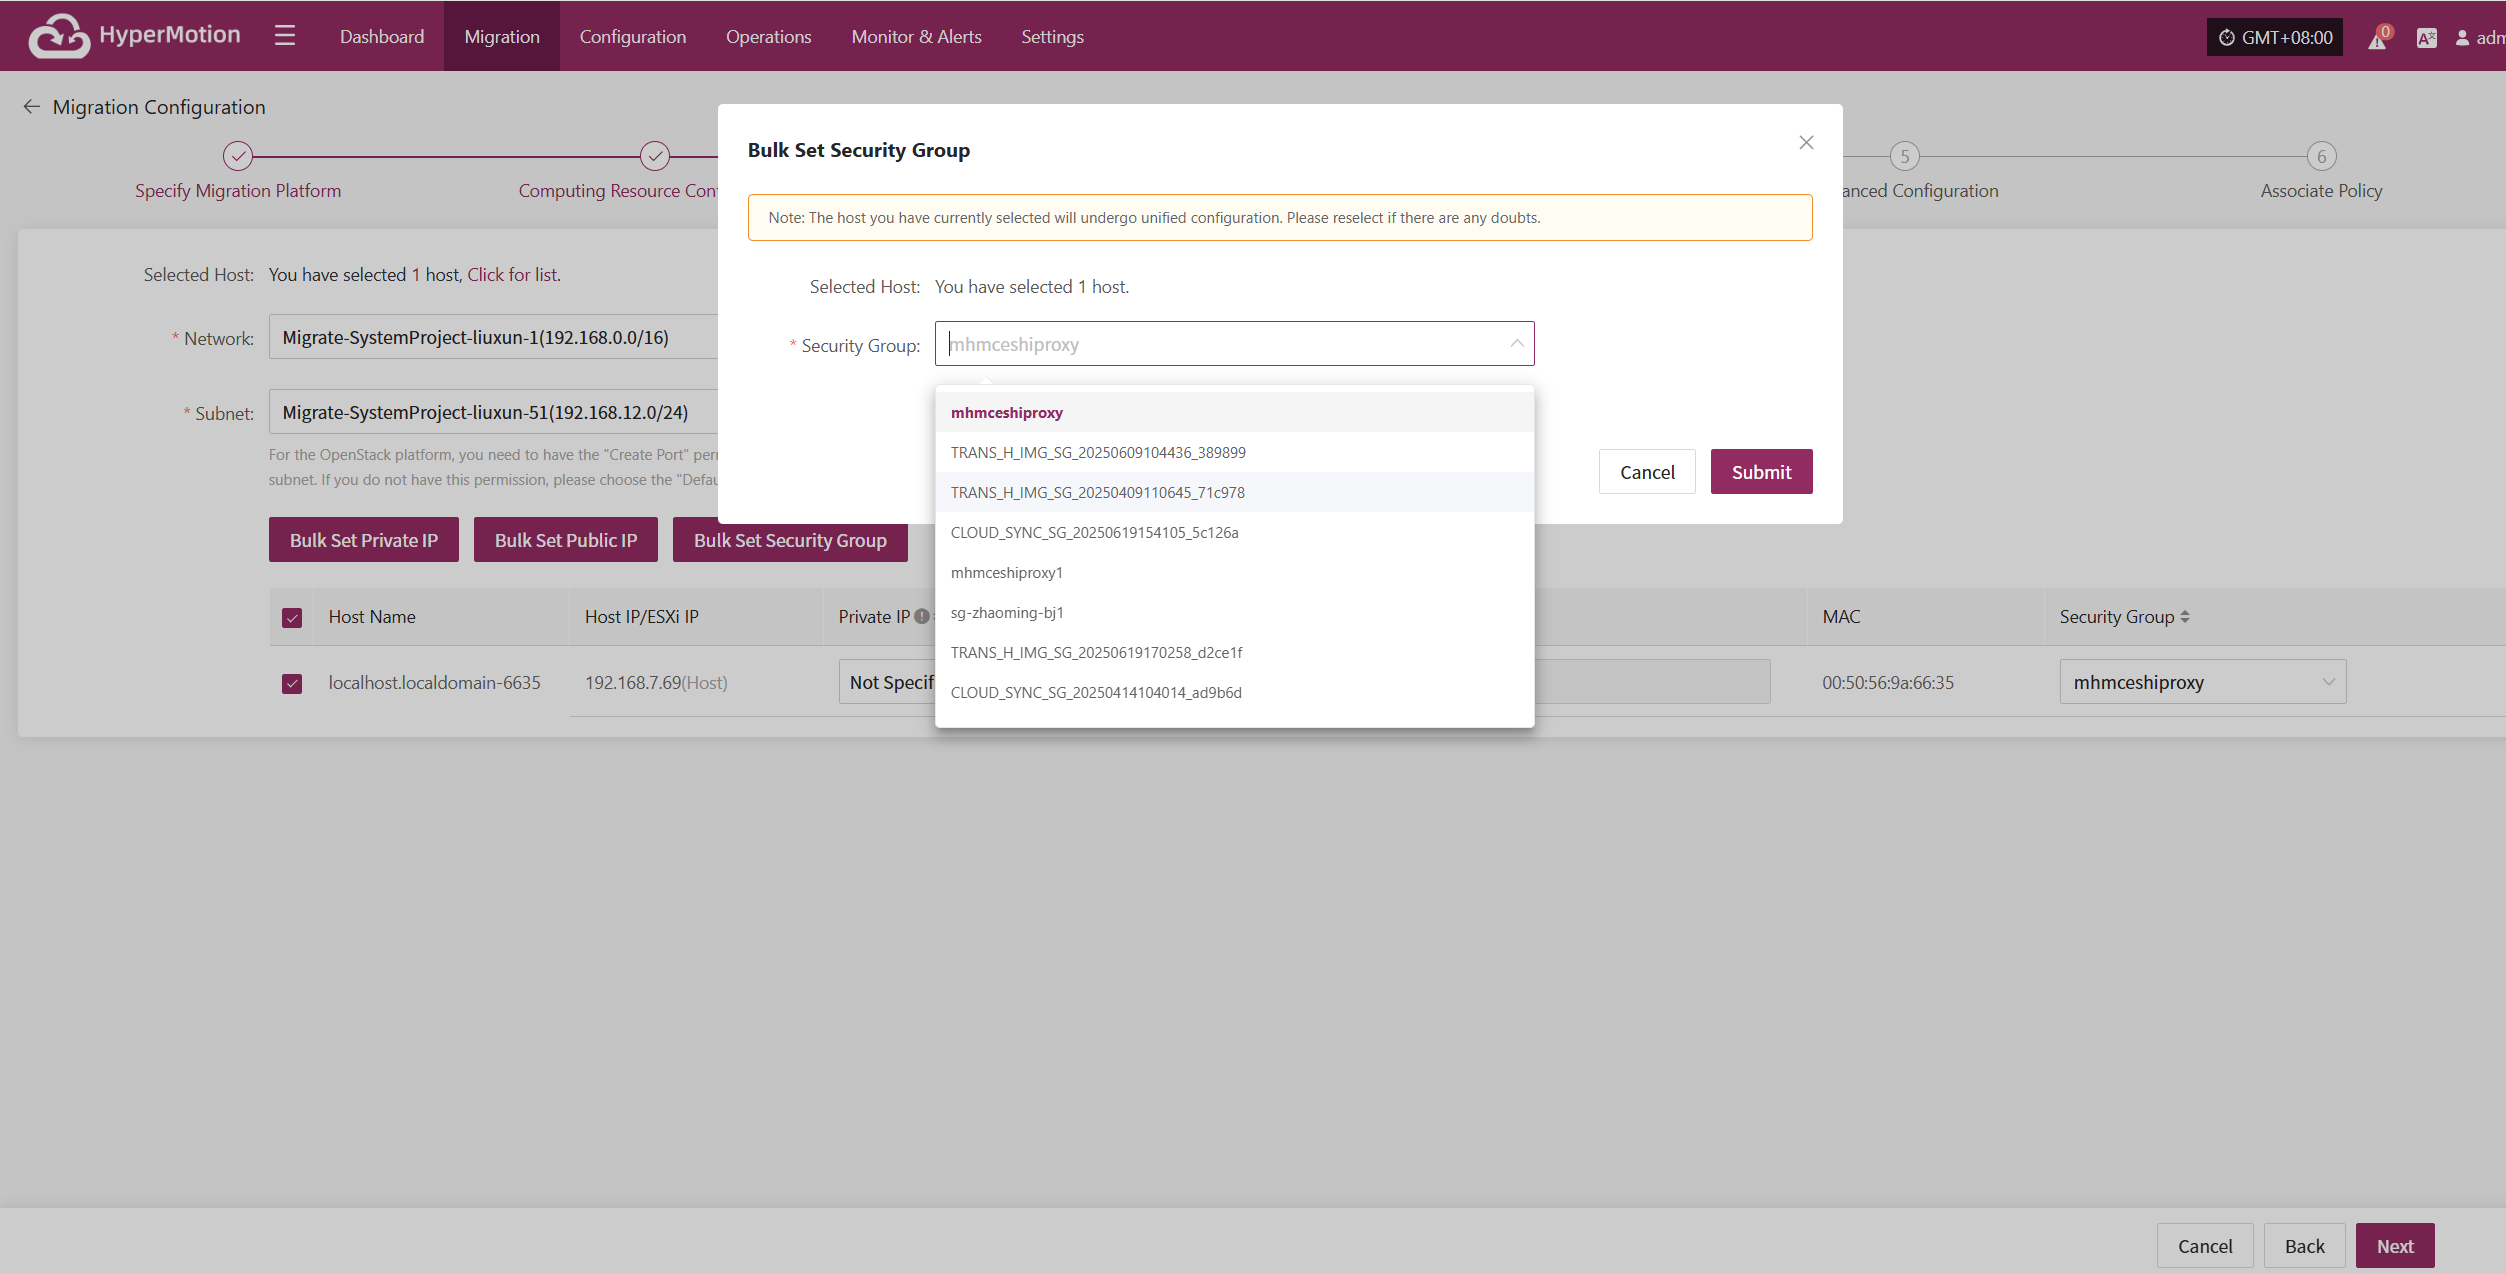 HyperMotion
Dashboard
Migration
Configuration
Operations
Monitor & Alerts
Settings
GMT+08:00
0
adm
Migration Configuration
Specify Migration Platform
Computing Resource Con
5
anced Configuration
6
Associate Policy
Bulk Set Security Group
Note: The host you have currently selected will undergo unified configuration. Please reselect if there are any doubts.
Selected Host: You have selected 1 host.
* Security Group: mhmceshiproxy
mhmceshiproxy
TRANS_H_IMG_SG_20250609104436_389899
TRANS_H_IMG_SG_20250409110645_71c978
CLOUD_SYNC_SG_20250619154105_5c126a
mhmceshiproxy1
sg-zhaoming-bj1
TRANS_H_IMG_SG_20250619170258_d2ce1f
CLOUD_SYNC_SG_20250414104014_ad9b6d
Cancel
Submit
Selected Host: You have selected 1 host, Click for list.
* Network: Migrate-SystemProject-liuxun-1(192.168.0.0/16)
* Subnet: Migrate-SystemProject-liuxun-51(192.168.12.0/24)
For the OpenStack platform, you need to have the "Create Port" per
subnet. If you do not have this permission, please choose the "Defau
Bulk Set Private IP
Bulk Set Public IP
Bulk Set Security Group
Host Name
Host IP/ESXi IP
Private IP
MAC
Security Group
localhost.localdomain-6635
192.168.7.69(Host)
Not Specif
00:50:56:9a:66:35
mhmceshiproxy
Cancel
Back
Next